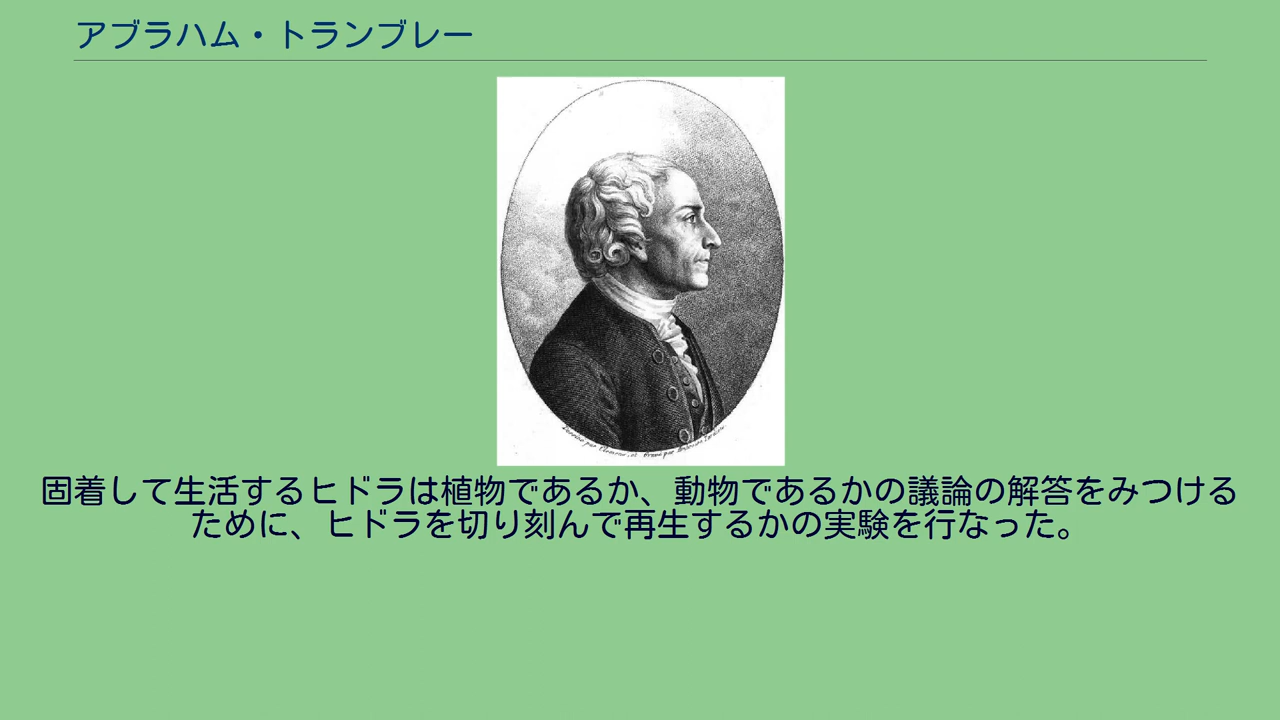 アブラハム・トランブレー
固着して生活するヒドラは植物であるか、動物であるかの議論の解答をみつける
ために、ヒドラを切り刻んで再生するかの実験を行なった。